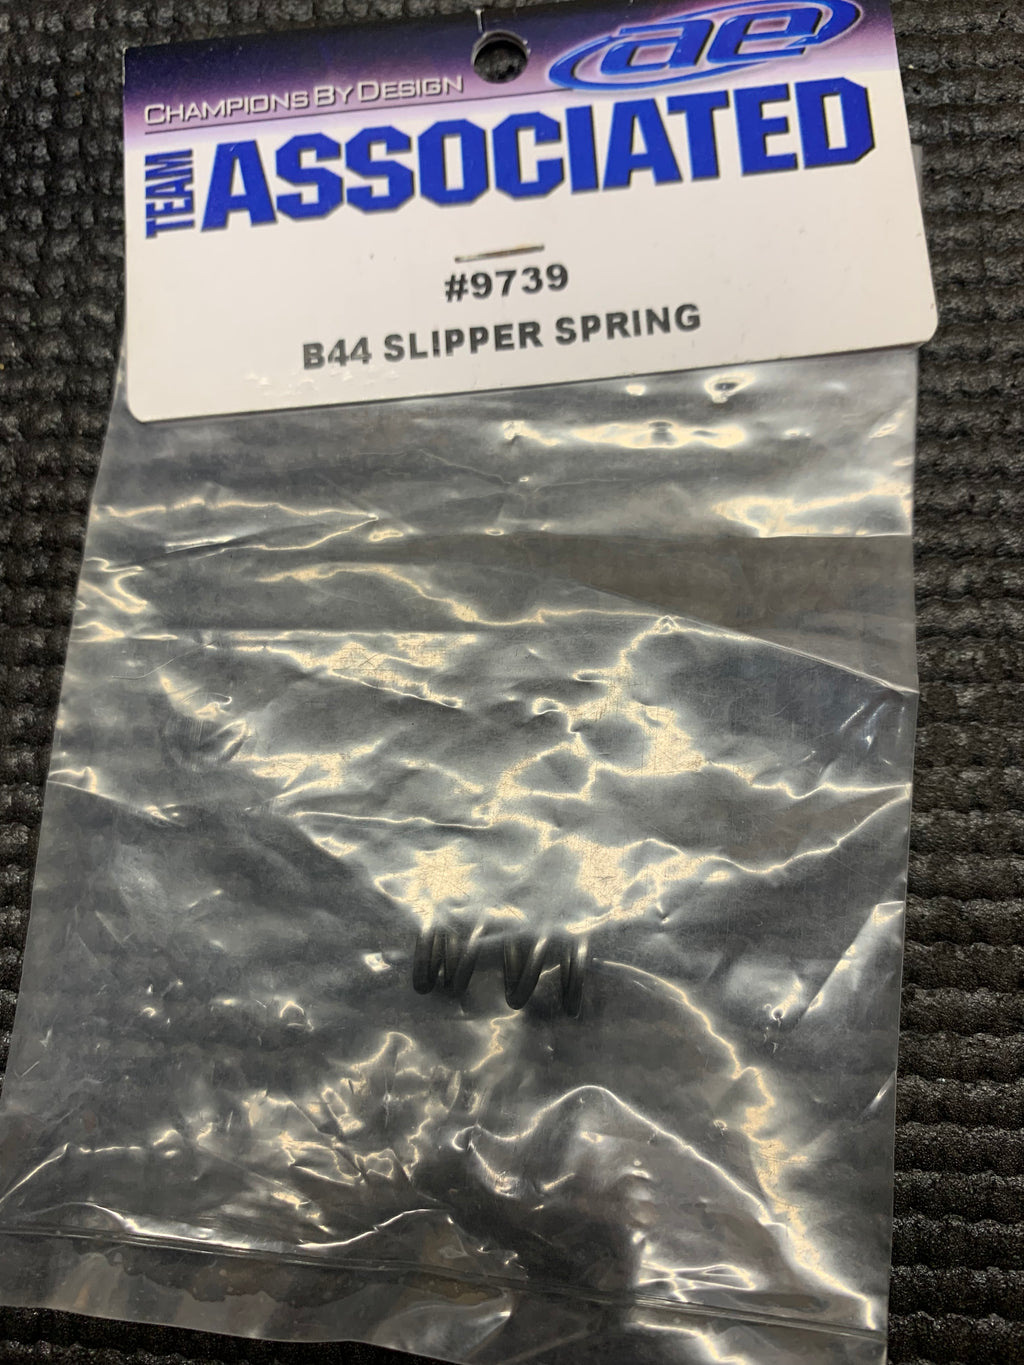 ae
CHAMPIONS BY DESIGN
TEAM ASSOCIATED
#9739
B44 SLIPPER SPRING